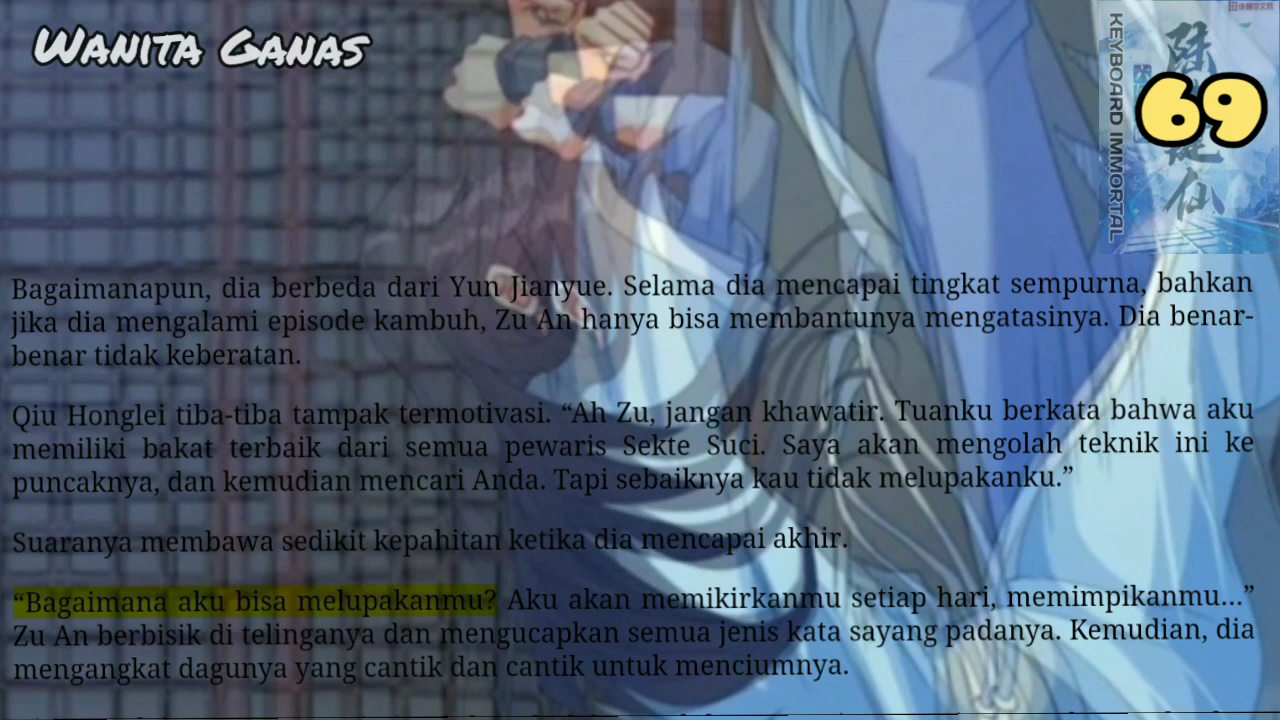 Wanita Ganas
KEYBOARD IMMORTAL
69
Bagaimanapun, dia berbeda dari Yun Jianyue. Selama dia mencapai tingkat sempurna, bahkan
jika dia mengalami episode kambuh, Zu An hanya bisa membantunya mengatasinya. Dia benar-
benar tidak keberatan.
Qiu Honglei tiba-tiba tampak termotivasi. “Ah Zu, jangan khawatir. Tuanku berkata bahwa aku
memiliki bakat terbaik dari semua pewaris Sekte Suci. Saya akan mengolah teknik ini ke
puncaknya, dan kemudian mencari Anda. Tapi sebaiknya kau tidak melupakanku.”
Suaranya membawa sedikit kepahitan ketika dia mencapai akhir.
“Bagaimana aku bisa melupakanmu? Aku akan memikirkanmu setiap hari, memimpikanmu...”
Zu An berbisik di telinganya dan mengucapkan semua jenis kata sayang padanya. Kemudian, dia
mengangkat dagunya yang cantik dan cantik untuk menciumnya.